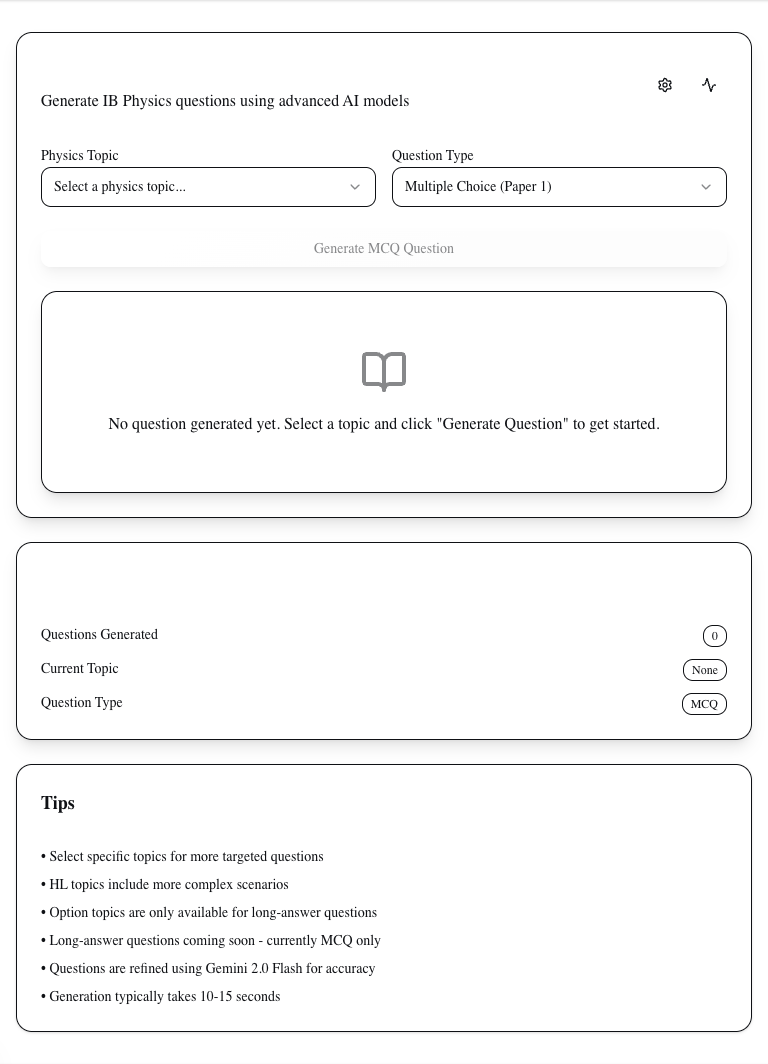 Generate IB Physics questions using advanced AI models
Physics Topic
Question Type
Select a physics topic...
Multiple Choice (Paper 1)
Generate MCQ Question
No question generated yet. Select a topic and click "Generate Question" to get started.
Questions Generated
0
Current Topic
None
Question Type
MCQ
Tips
• Select specific topics for more targeted questions
• HL topics include more complex scenarios
• Option topics are only available for long-answer questions
• Long-answer questions coming soon - currently MCQ only
• Questions are refined using Gemini 2.0 Flash for accuracy
• Generation typically takes 10-15 seconds